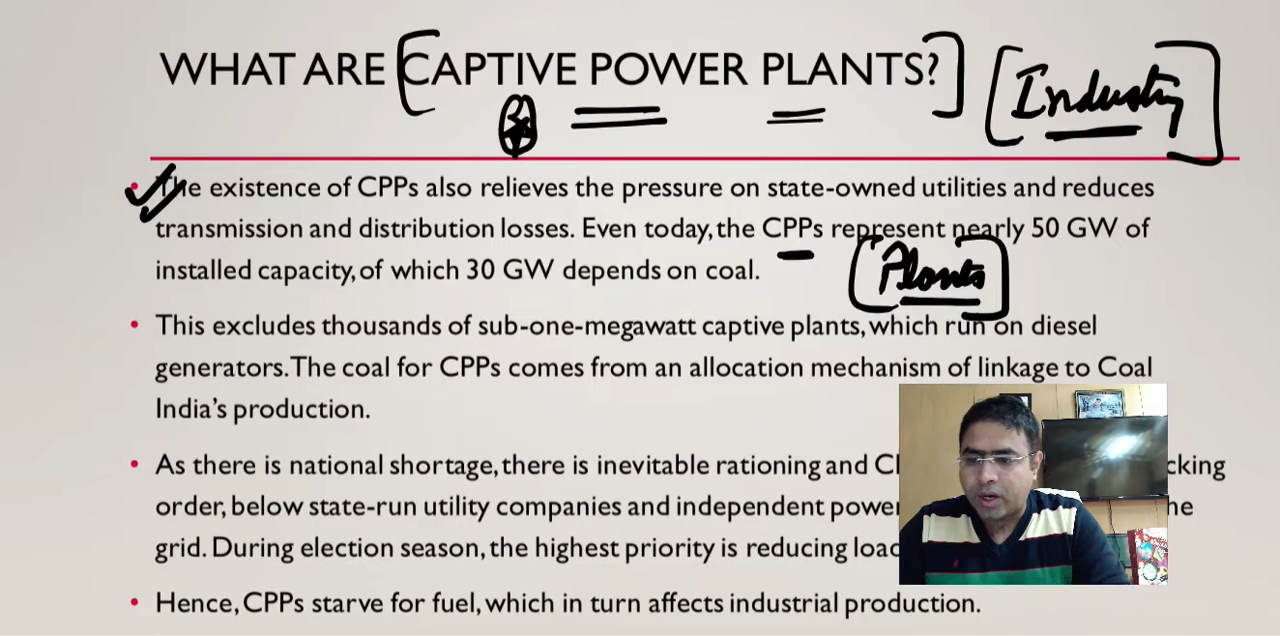 WHAT ARE CAPTIVE POWER PLANTS?
Industry
The existence of CPPs also relieves the pressure on state-owned utilities and reduces
transmission and distribution losses. Even today, the CPPs represent nearly 50 GW of
installed capacity, of which 30 GW depends on coal.
Plants
This excludes thousands of sub-one-megawatt captive plants, which run on diesel
generators. The coal for CPPs comes from an allocation mechanism of linkage to Coal
India's production.
As there is national shortage, there is inevitable rationing and
order, below state-run utility companies and independent power
grid. During election season, the highest priority is reducing
Hence, CPPs starve for fuel, which in turn affects industrial production.